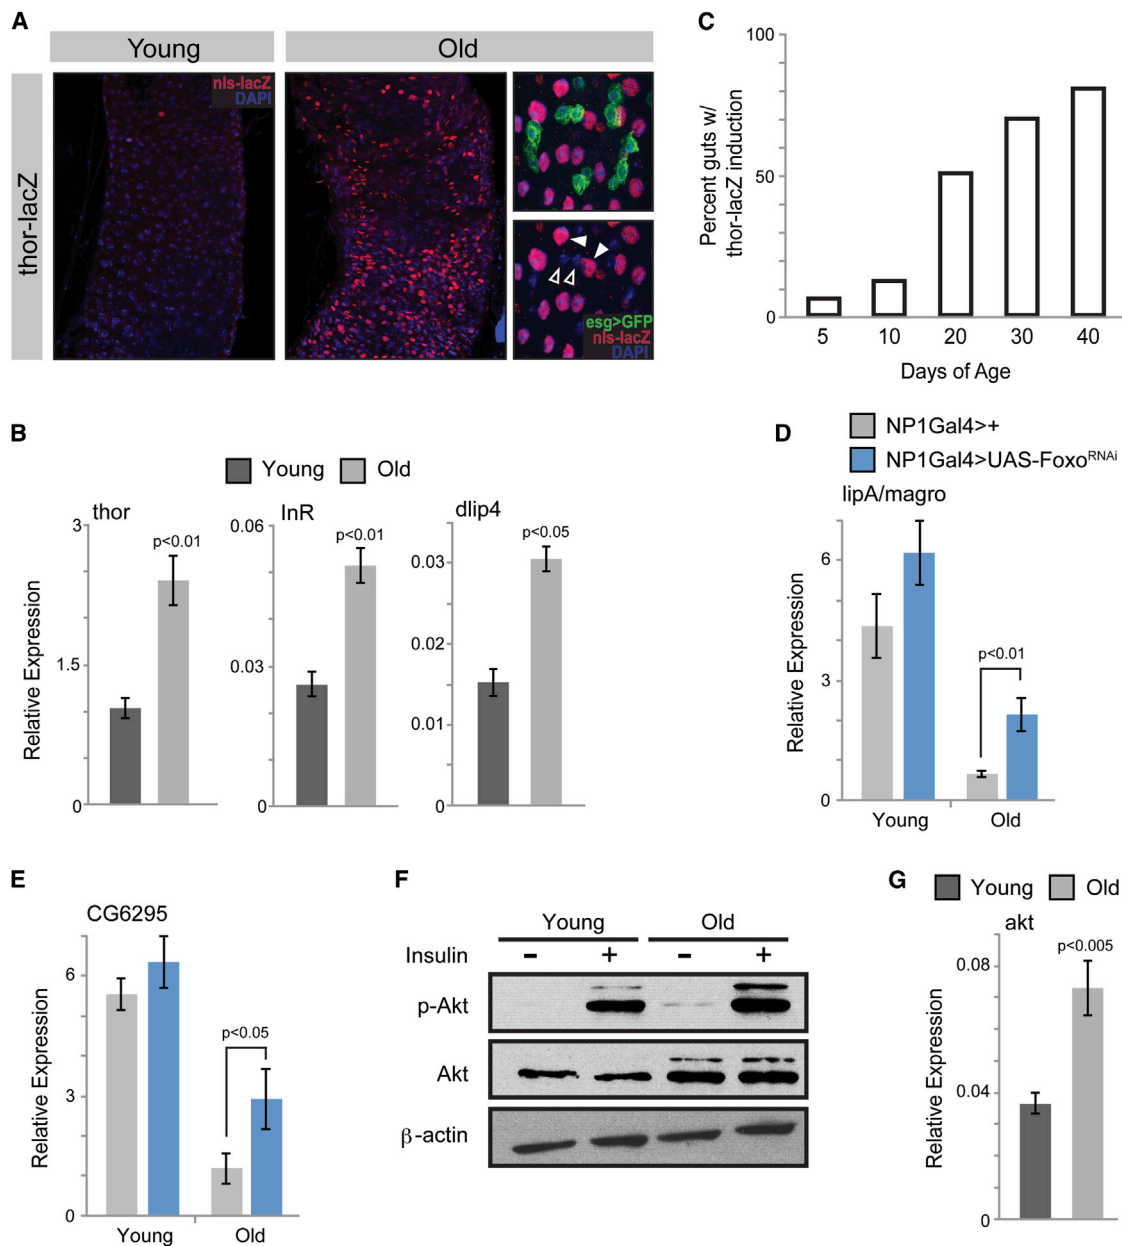 A
Young
Old
thor-lacZ
nls-lacZ
DAPI
esg>GFP
nls-lacZ
DAPI
C
100
50
0
Percent guts w/
thor-lacZ induction
5 10 20 30 40
Days of Age
B
Young Old
Relative Expression
thor
3
1.5
0
p<0.01
InR
0.06
0.03
0
p<0.01
dlip4
0.03
0.02
0.01
0
p<0.05
D
NP1Gal4>+
NP1Gal4>UAS-FoxoRNAi
lipA/magro
Relative Expression
6
3
0
p<0.01
Young Old
E
CG6295
Relative Expression
6
3
0
p<0.05
Young Old
F
Young Old
Insulin - + - +
p-Akt
Akt
β-actin
G
Young Old
akt
Relative Expression
0.08
0.04
0
p<0.005